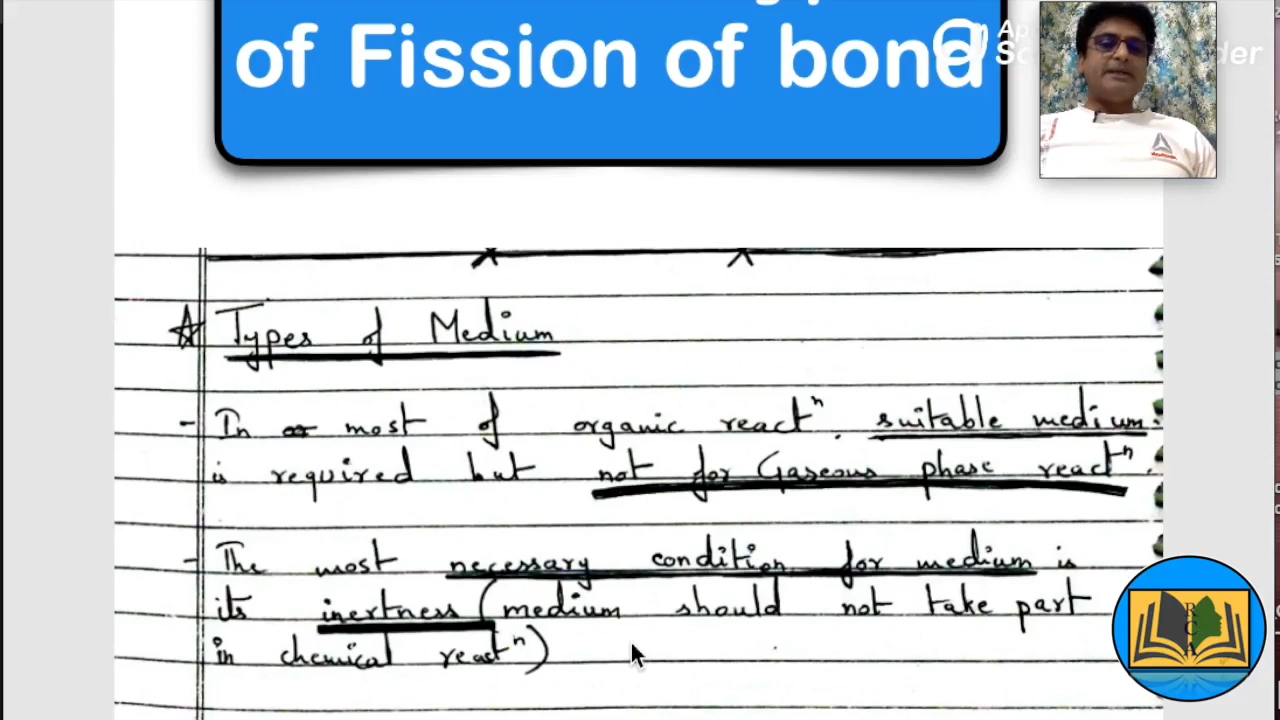 of Fission of bond
Types of Medium
- In most of organic reactⁿ. suitable medium.
is required but not for Gaseous phase reactⁿ.
- The most necessary condition for medium is
its inertness (medium should not take part
in chemical reactⁿ)